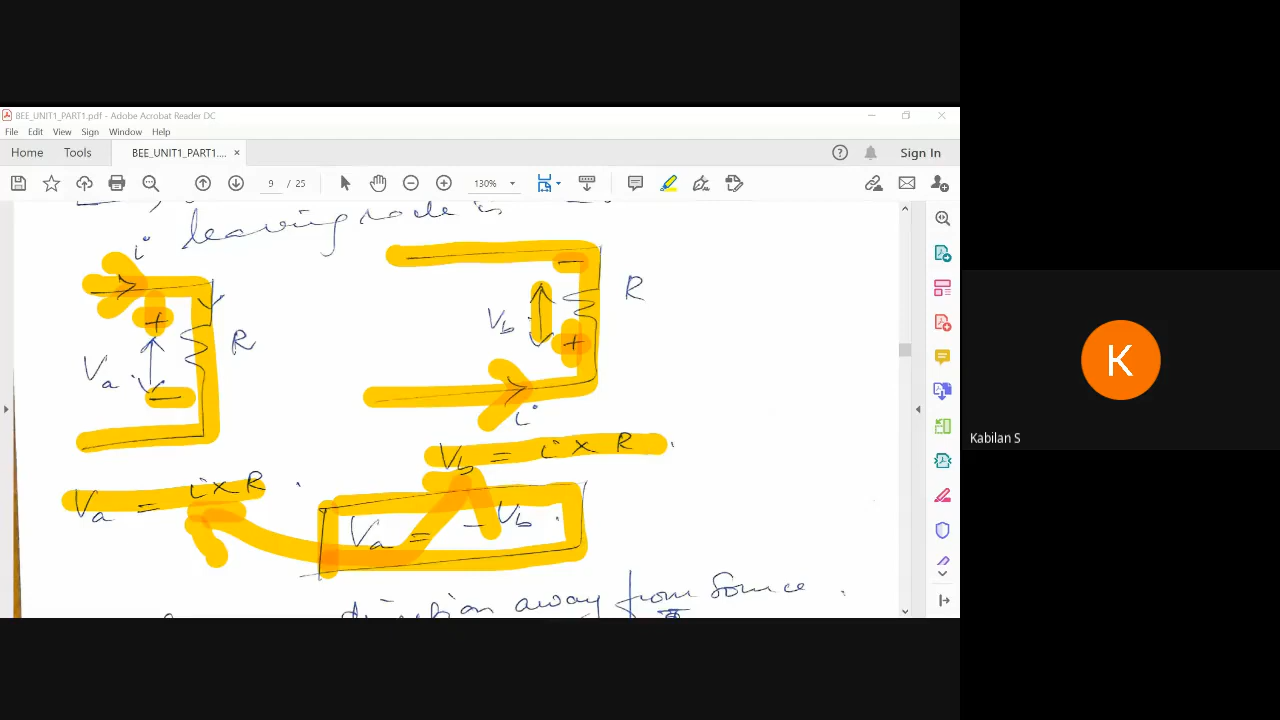 BEE_UNIT1_PART1.pdf - Adobe Acrobat Reader DC
File Edit View Sign Window Help
Home Tools BEE_UNIT1_PART1.... × Sign In
9 / 25 130%
leaving node is
i
R
Va
+
R
Vb
+
i
Vb = i × R .
Va = i × R .
Va = - Vb .
direction away from source .
K
Kabilan S